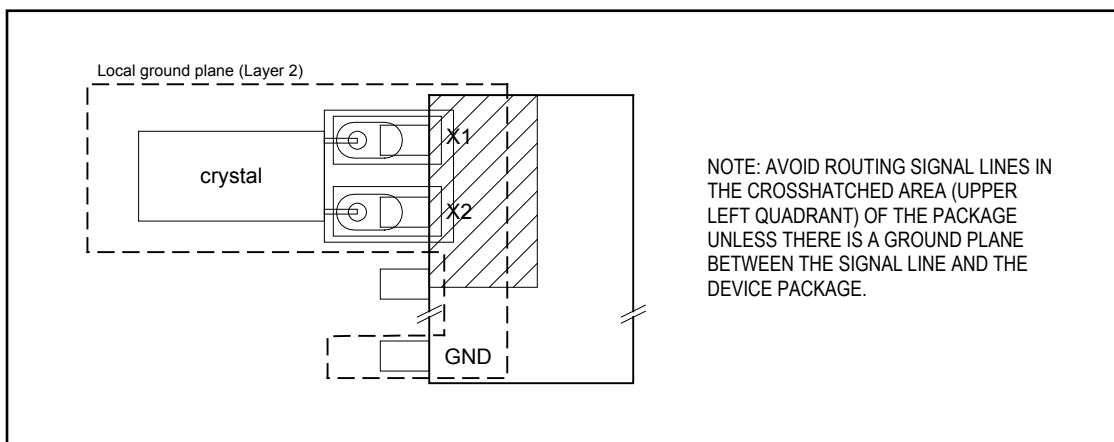 Local ground plane (Layer 2)
crystal
X1
X2
GND
NOTE: AVOID ROUTING SIGNAL LINES IN
THE CROSSHATCHED AREA (UPPER
LEFT QUADRANT) OF THE PACKAGE
UNLESS THERE IS A GROUND PLANE
BETWEEN THE SIGNAL LINE AND THE
DEVICE PACKAGE.